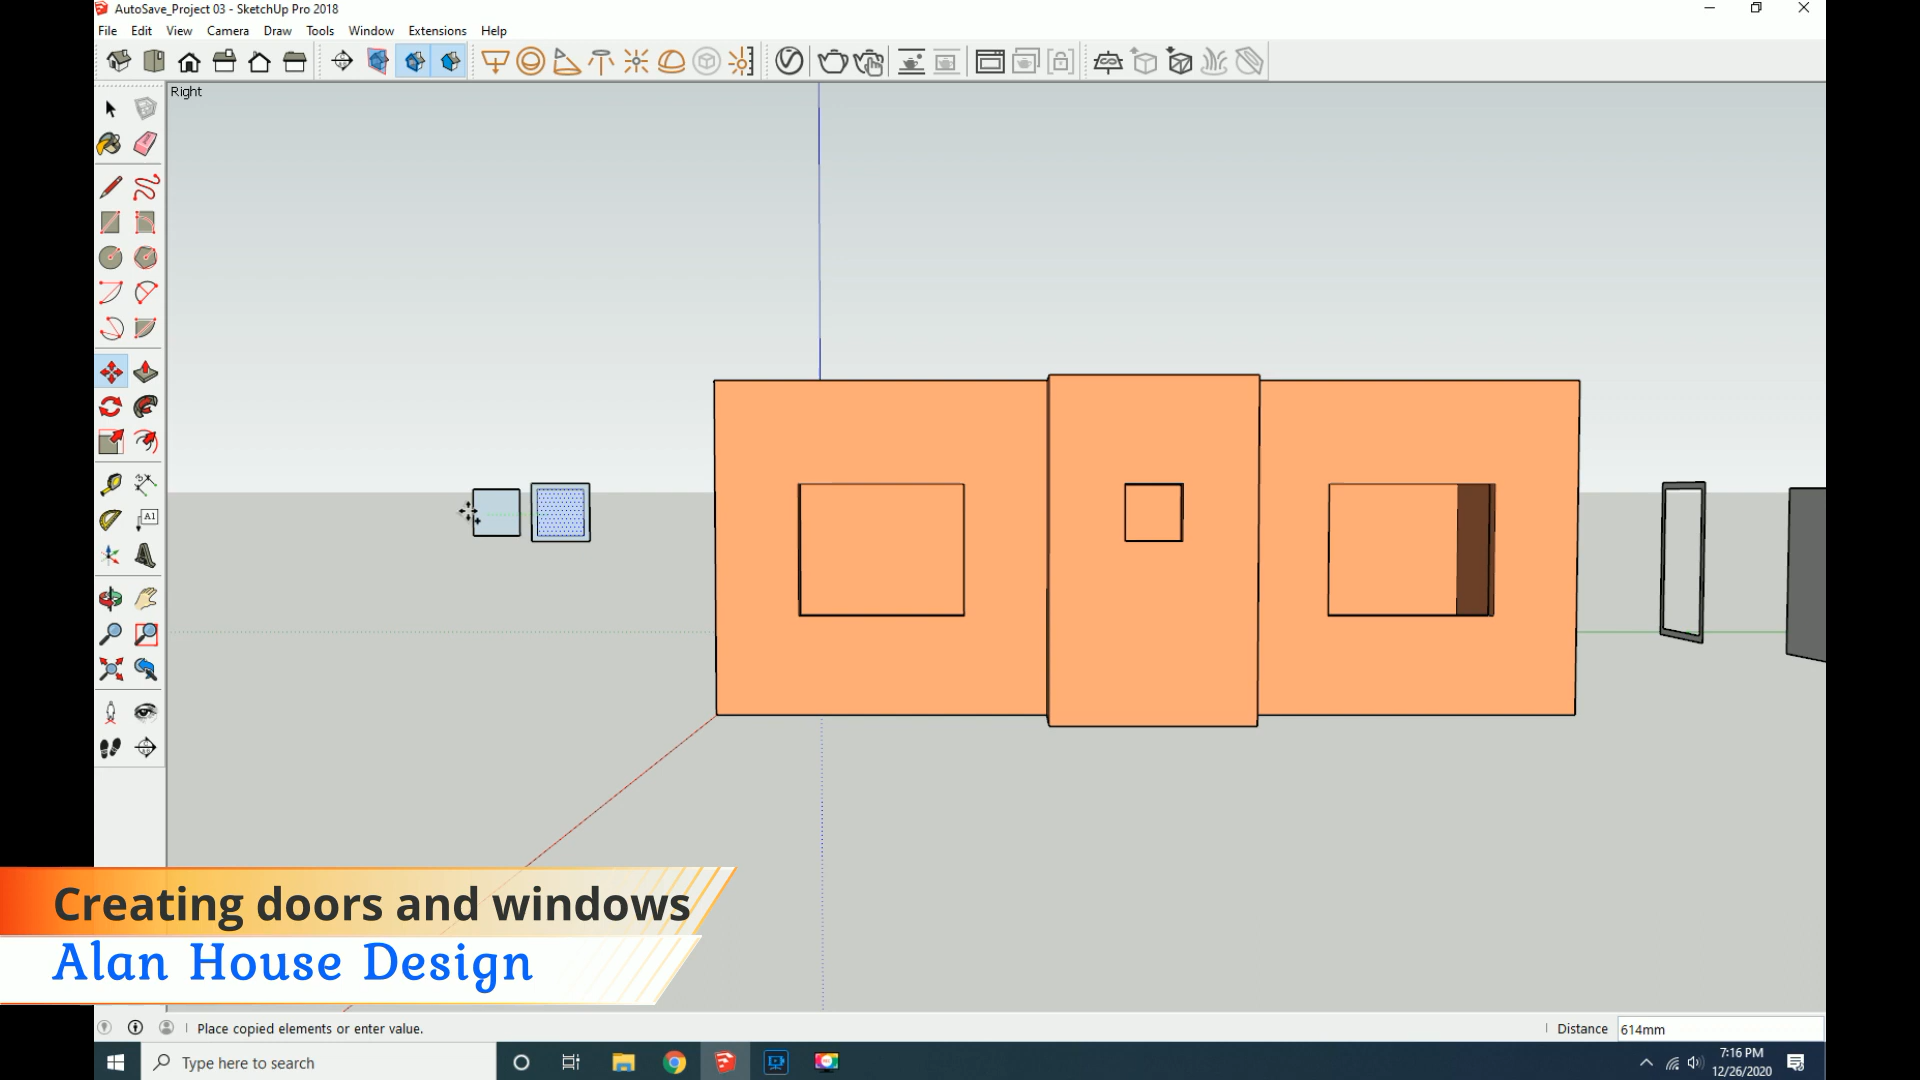 AutoSave_Project 03 - SketchUp Pro 2018
File Edit View Camera Draw Tools Window Extensions Help
Right
A1
Creating doors and windows
Alan House Design
Place copied elements or enter value.
Distance 614mm
Type here to search
7:16 PM
12/26/2020